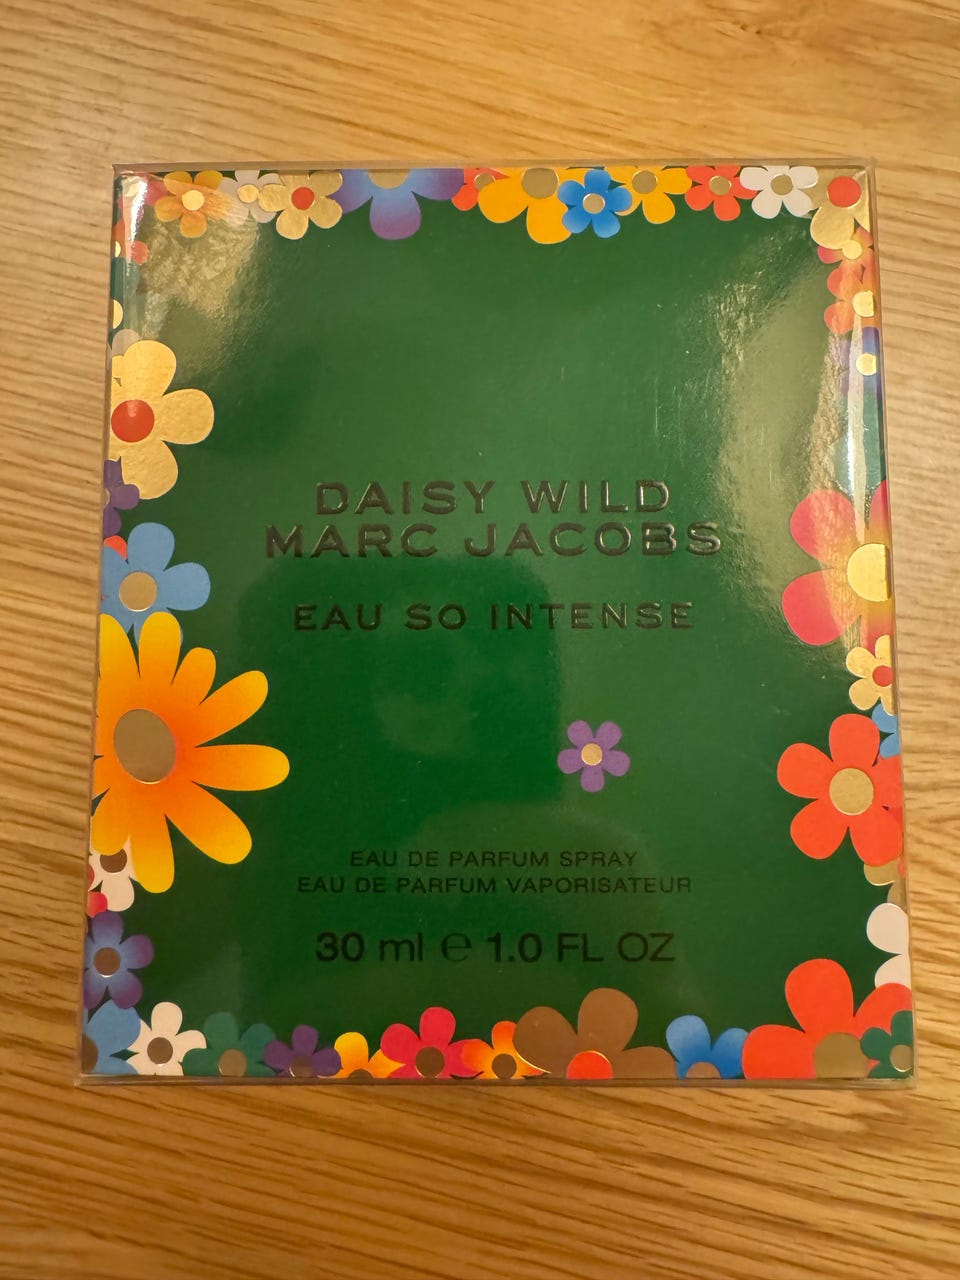 DAISY WILD
MARC JACOBS
EAU SO INTENSE
EAU DE PARFUM SPRAY
EAU DE PARFUM VAPORISATEUR
30 ml ℮ 1.0 FL OZ